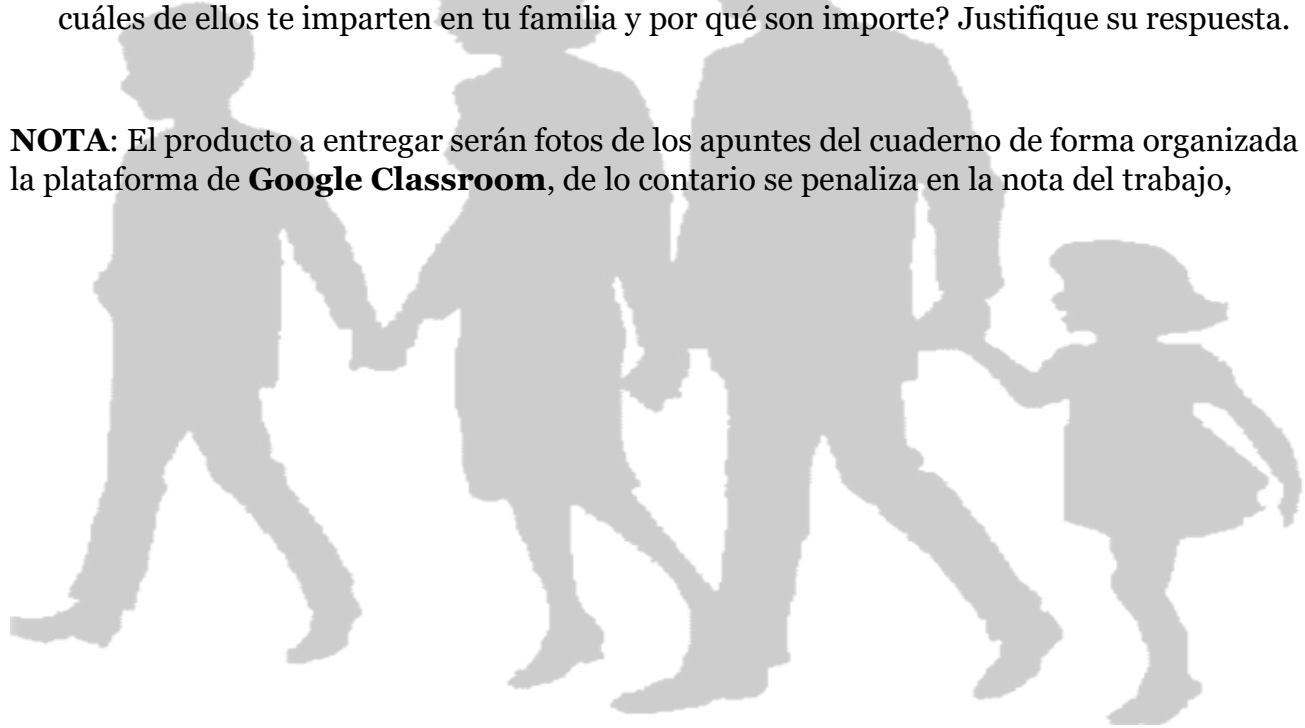 cuáles de ellos te imparten en tu familia y por qué son importe? Justifique su respuesta.
NOTA: El producto a entregar serán fotos de los apuntes del cuaderno de forma organizada
la plataforma de Google Classroom, de lo contario se penaliza en la nota del trabajo,